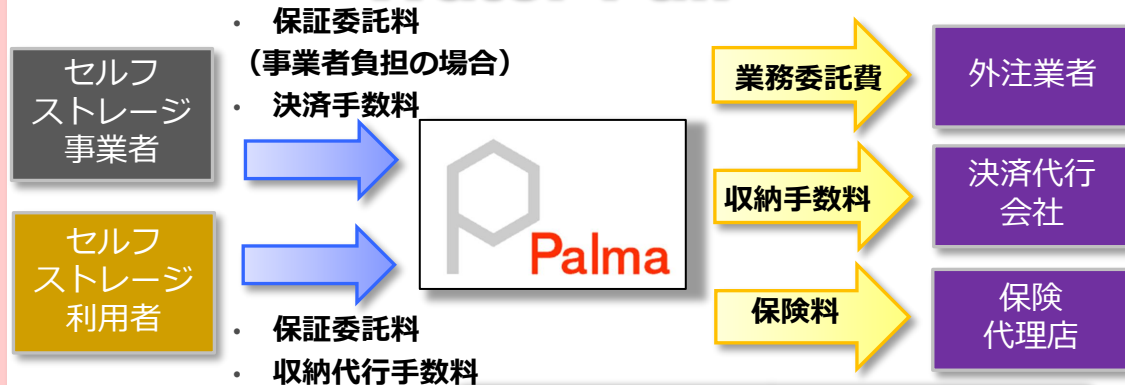 ・ 保証委託料
（事業者負担の場合）
・ 決済手数料
セルフ
ストレージ
事業者
セルフ
ストレージ
利用者
・ 保証委託料
・ 収納代行手数料
Palma
業務委託費
外注業者
収納手数料
決済代行
会社
保険料
保険
代理店